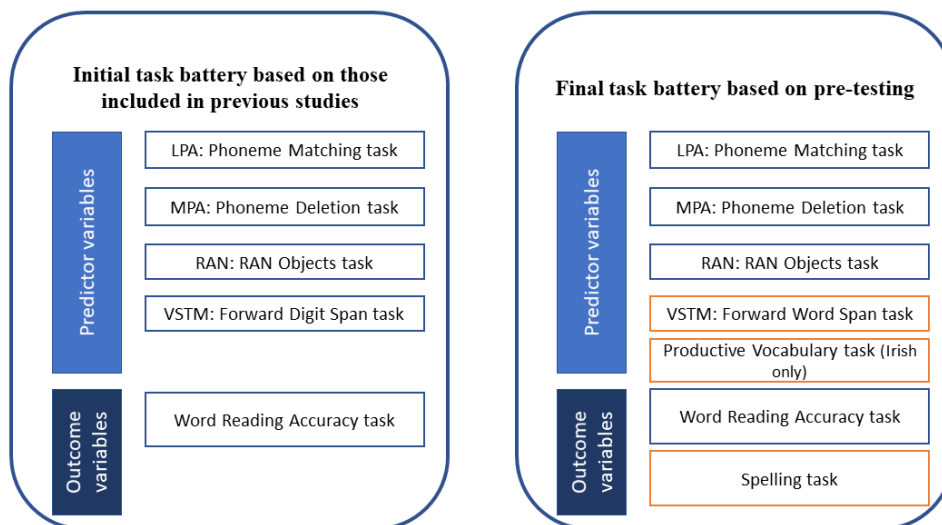 Initial task battery based on those
included in previous studies
Predictor variables
LPA: Phoneme Matching task
MPA: Phoneme Deletion task
RAN: RAN Objects task
VSTM: Forward Digit Span task
Outcome
variables
Word Reading Accuracy task
Final task battery based on pre-testing
Predictor variables
LPA: Phoneme Matching task
MPA: Phoneme Deletion task
RAN: RAN Objects task
VSTM: Forward Word Span task
Productive Vocabulary task (Irish
only)
Outcome
variables
Word Reading Accuracy task
Spelling task